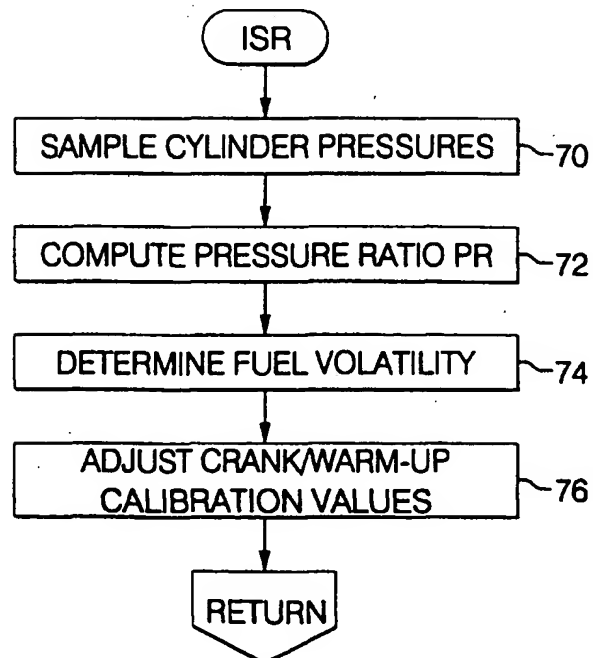 ISR
SAMPLE CYLINDER PRESSURES
70
COMPUTE PRESSURE RATIO PR
72
DETERMINE FUEL VOLATILITY
74
ADJUST CRANK/WARM-UP
CALIBRATION VALUES
76
RETURN